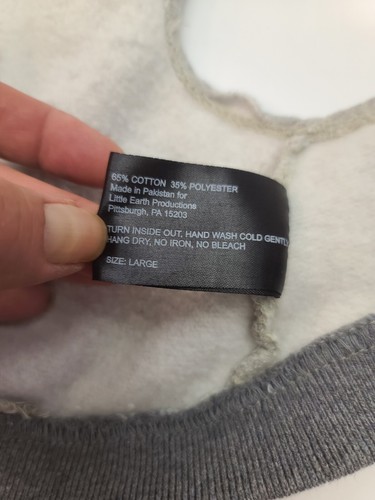 65% COTTON 35% POLYESTER
Made in Pakistan for
Little Earth Productions
Pittsburgh, PA 15203
TURN INSIDE OUT, HAND WASH COLD GENTLY
HANG DRY, NO IRON, NO BLEACH
SIZE: LARGE